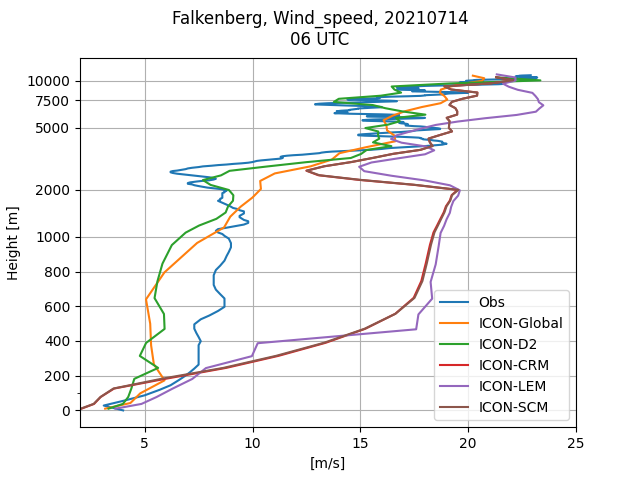 Falkenberg, Wind_speed, 20210714
06 UTC
Height [m]
10000
7500
5000
2000
1000
800
600
400
200
0
5
10
15
20
25
[m/s]
Obs
ICON-Global
ICON-D2
ICON-CRM
ICON-LEM
ICON-SCM